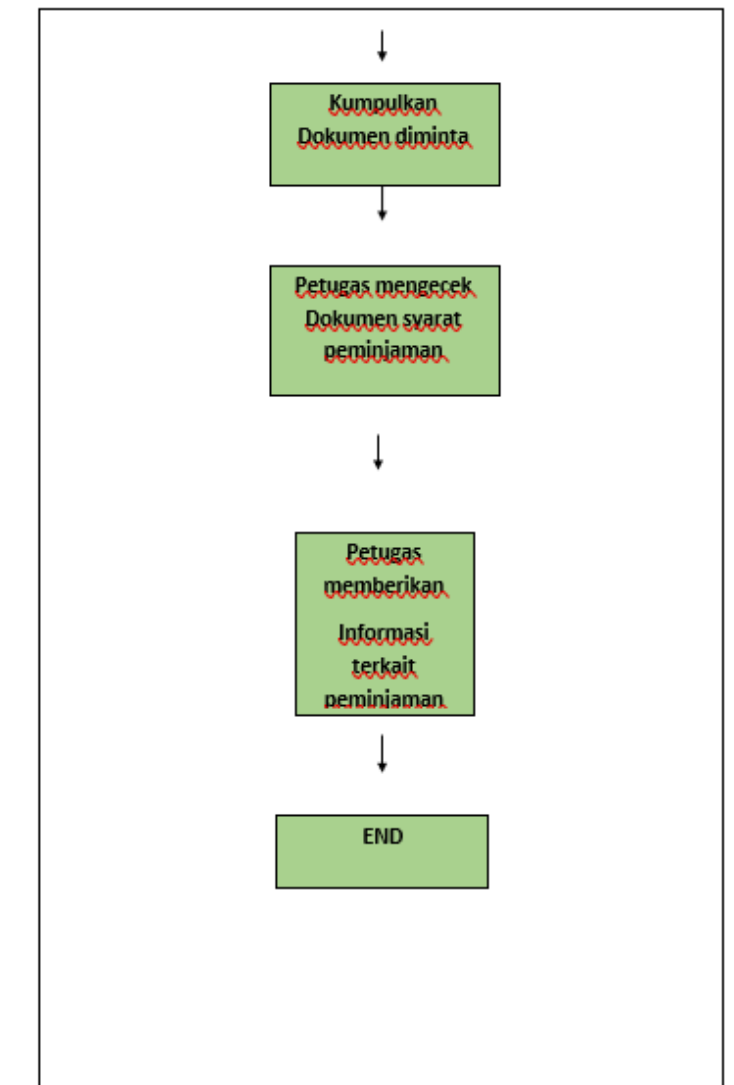 Kumpulkan
Dokumen diminta
Petugas mengecek
Dokumen syarat
peminjaman
Petugas
memberikan
Informasi
terkait
peminjaman
END